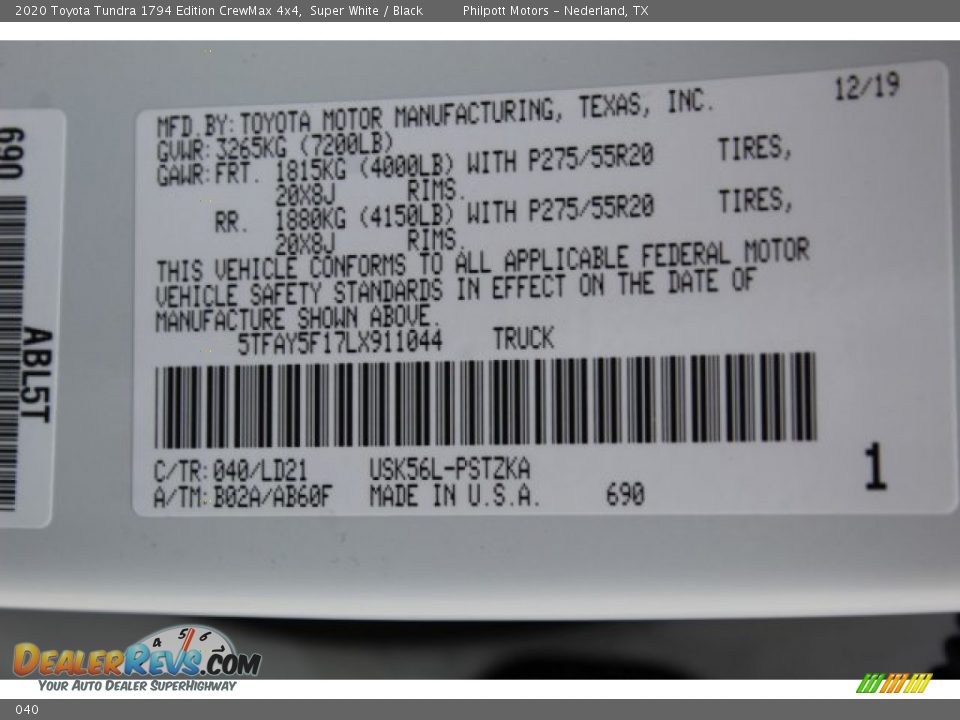 2020 Toyota Tundra 1794 Edition CrewMax 4x4, Super White / Black Philpott Motors – Nederland, TX
12/19
MFD.BY:TOYOTA MOTOR MANUFACTURING, TEXAS, INC.
GVWR:3265KG (7200LB)
GAWR:FRT. 1815KG (4000LB) WITH P275/55R20 TIRES,
20X8J RIMS.
RR. 1880KG (4150LB) WITH P275/55R20 TIRES,
20X8J RIMS.
THIS VEHICLE CONFORMS TO ALL APPLICABLE FEDERAL MOTOR
VEHICLE SAFETY STANDARDS IN EFFECT ON THE DATE OF
MANUFACTURE SHOWN ABOVE.
5TFAY5F17LX911044 TRUCK
C/TR:040/LD21 USK56L-PSTZKA
A/TM:B02A/AB60F MADE IN U.S.A. 690
1
690
ABL5T
4 5 6
DEALERREVS.COM
YOUR AUTO DEALER SUPERHIGHWAY
040